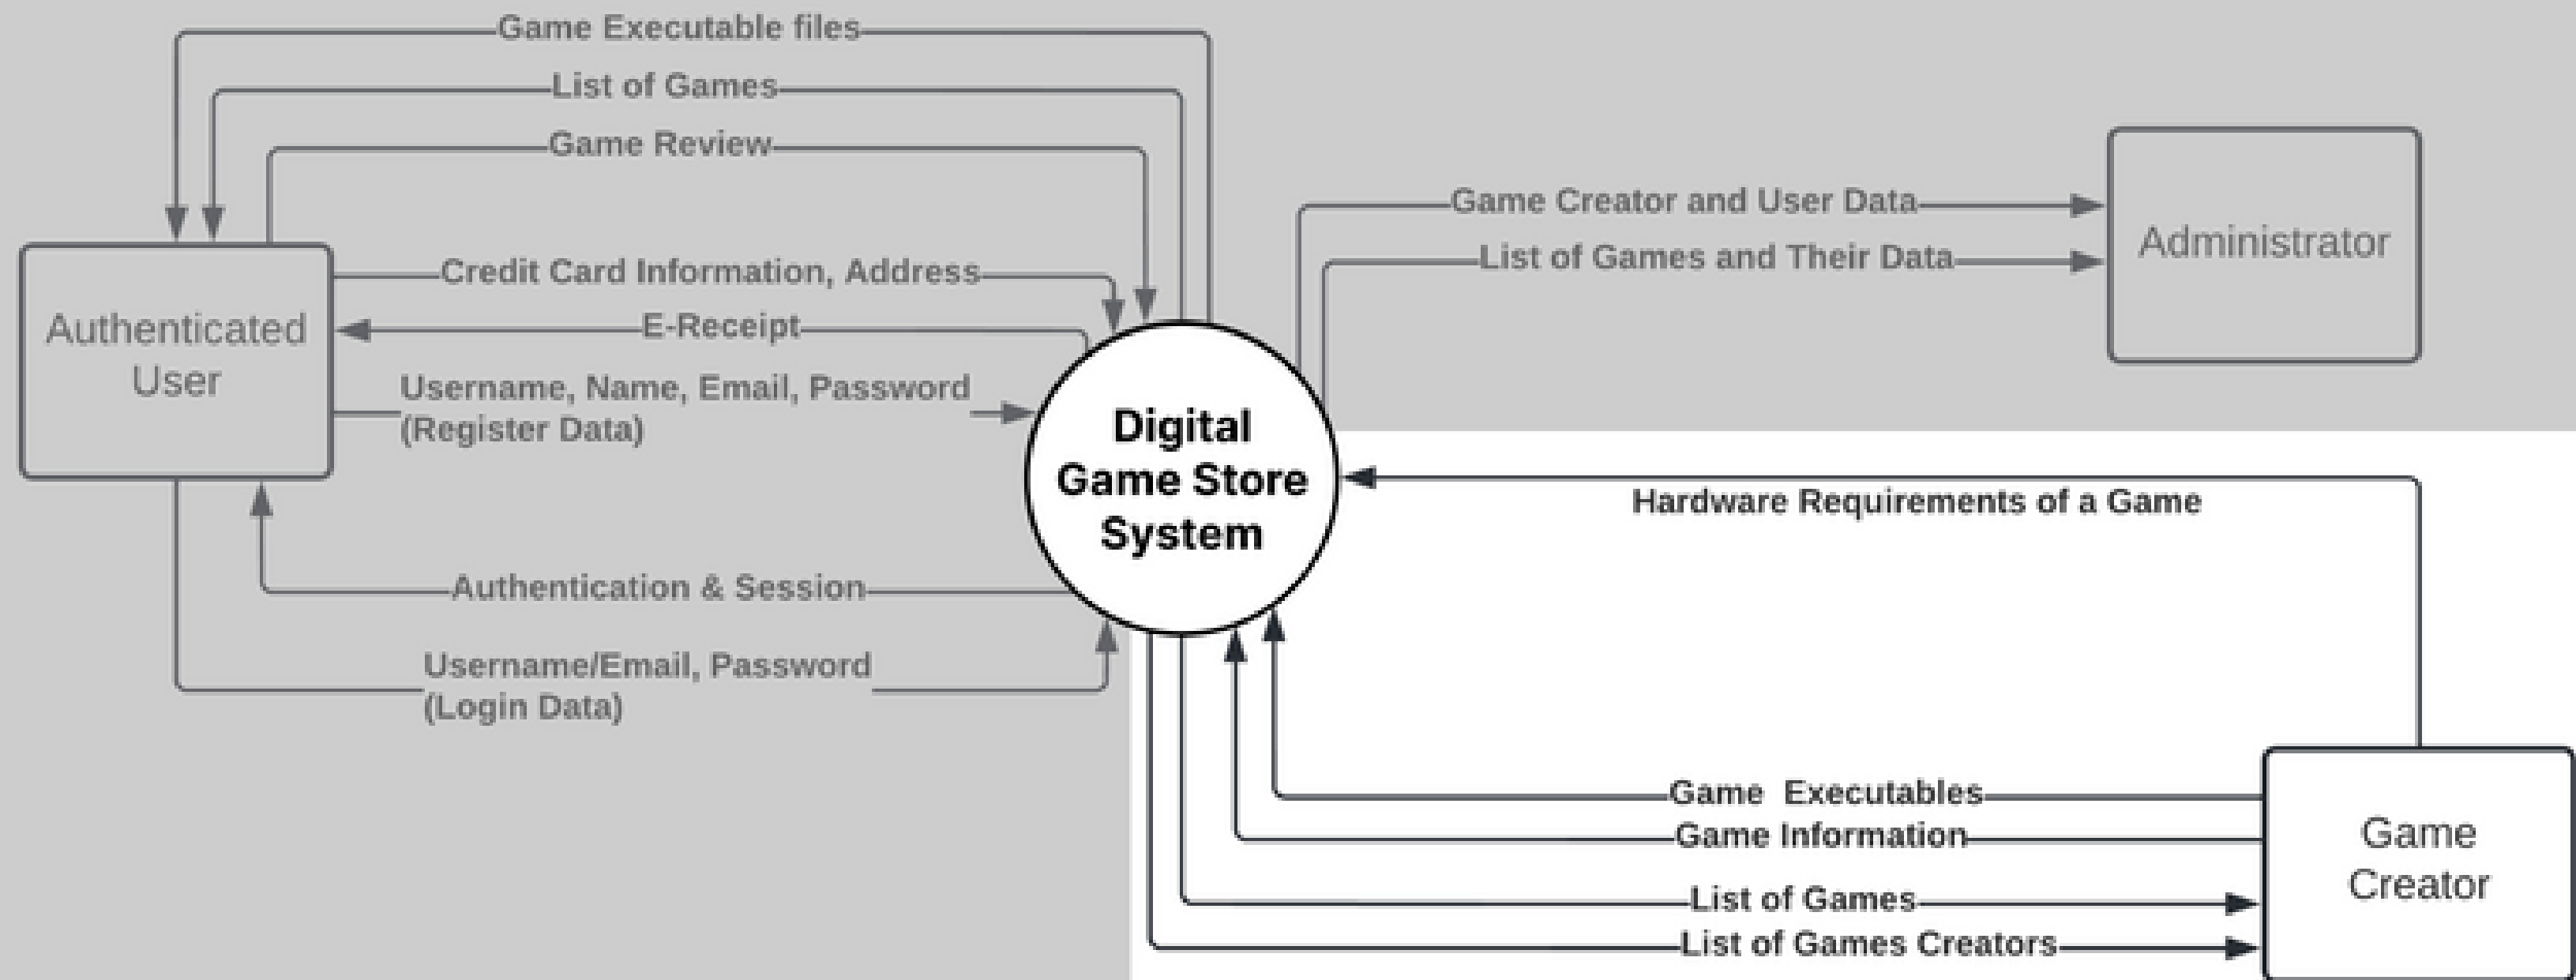 Game Executable files
List of Games
Game Review
Credit Card Information, Address
E-Receipt
Username, Name, Email, Password
(Register Data)
Authentication & Session
Username/Email, Password
(Login Data)
Authenticated
User
Digital
Game Store
System
Game Creator and User Data
List of Games and Their Data
Administrator
Hardware Requirements of a Game
Game  Executables
Game Information
List of Games
List of Games Creators
Game
Creator